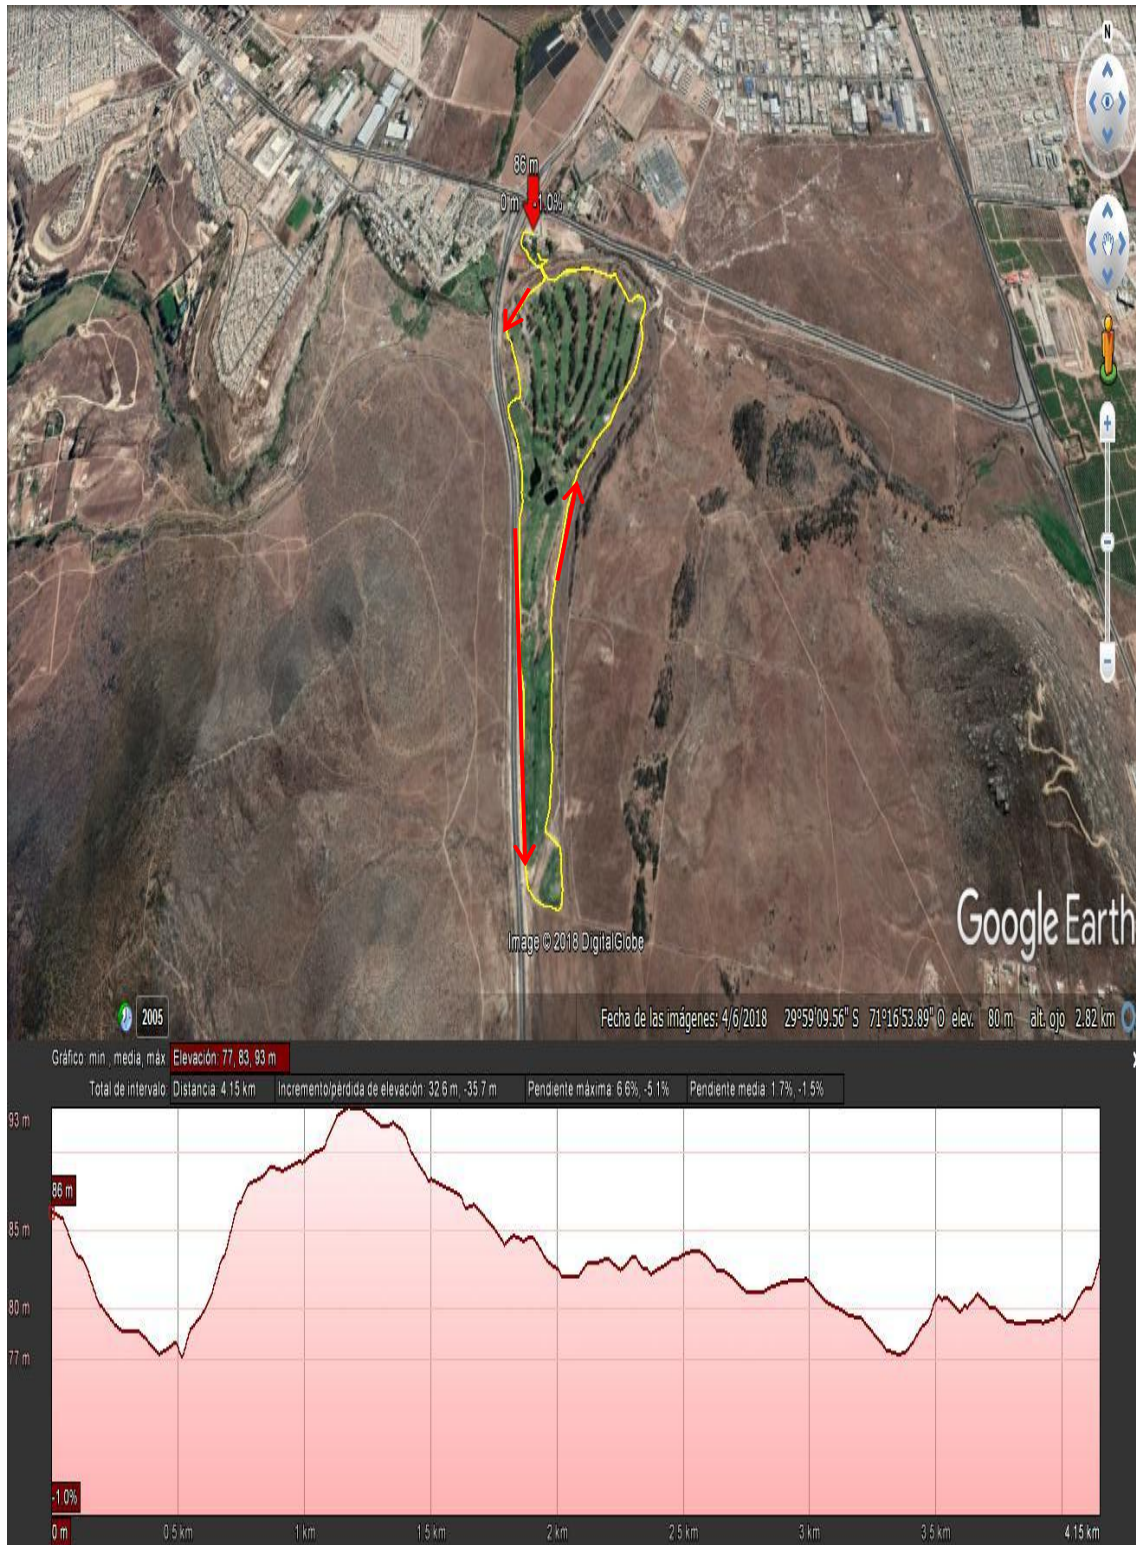 N
86 m
0 m -1.0%
Google Earth
Image © 2018 DigitalGlobe
2005
Fecha de las imágenes: 4/6/2018 29°59'09.56" S 71°16'53.89" O elev. 80 m alt. ojo 2.82 km
Gráfico: min., media, máx. Elevación: 77, 83, 93 m
Total de intervalo: Distancia: 4.15 km Incremento/pérdida de elevación: 32.6 m, -35.7 m Pendiente máxima: 6.6%, -5.1% Pendiente media: 1.7%, -1.5%
93 m
86 m
85 m
80 m
77 m
-1.0%
0 m 0.5 km 1 km 1.5 km 2 km 2.5 km 3 km 3.5 km 4.15 km